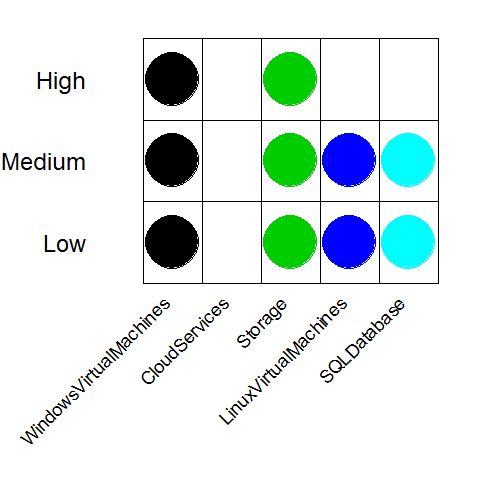 High
Medium
Low
WindowsVirtualMachines
CloudServices
Storage
LinuxVirtualMachines
SQLDatabase